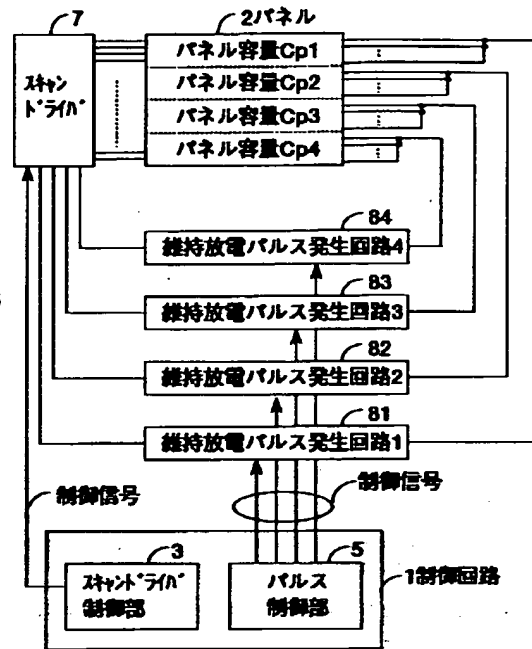 7
2パネル
スキャン
ドライバ
パネル容量Cp1
パネル容量Cp2
パネル容量Cp3
パネル容量Cp4
84
維持放電パルス発生回路4
83
維持放電パルス発生回路3
82
維持放電パルス発生回路2
81
維持放電パルス発生回路1
制御信号
制御信号
3
スキャンドライバ
制御部
5
パルス
制御部
1制御回路